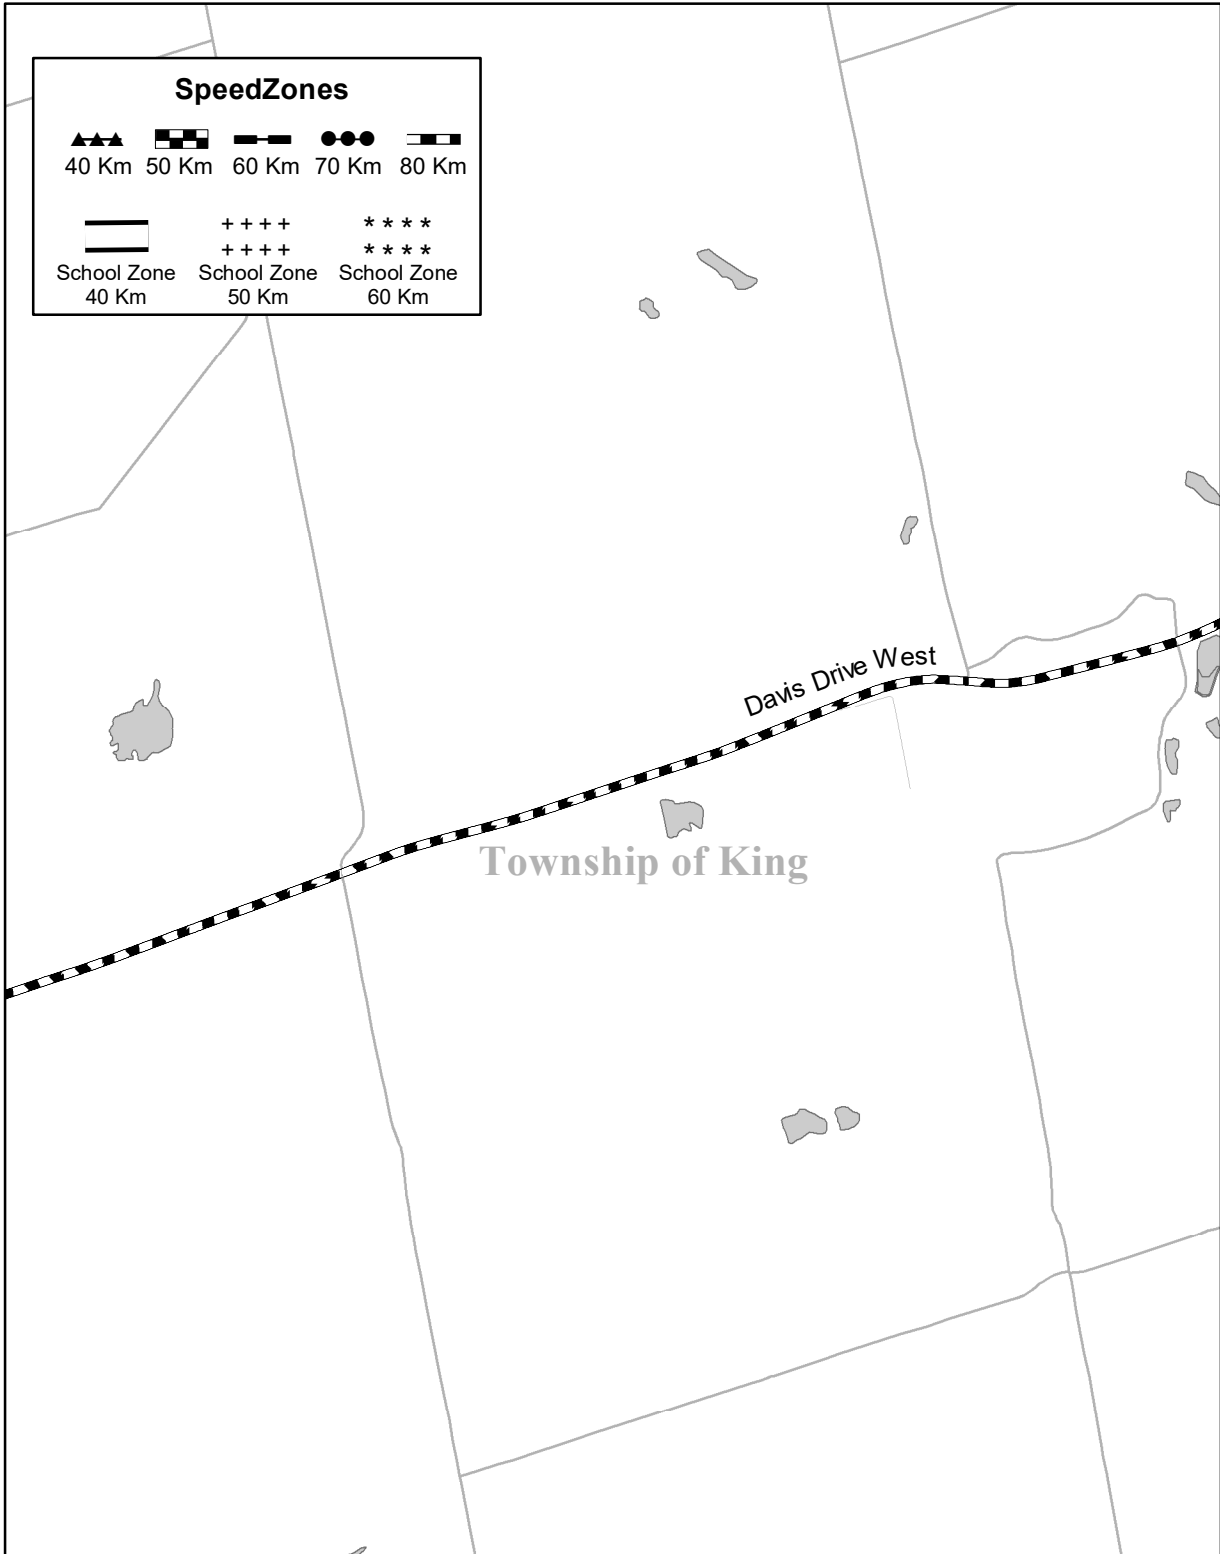 SpeedZones
40 Km 50 Km 60 Km 70 Km 80 Km
School Zone School Zone School Zone
40 Km 50 Km 60 Km
Davis Drive West
Township of King